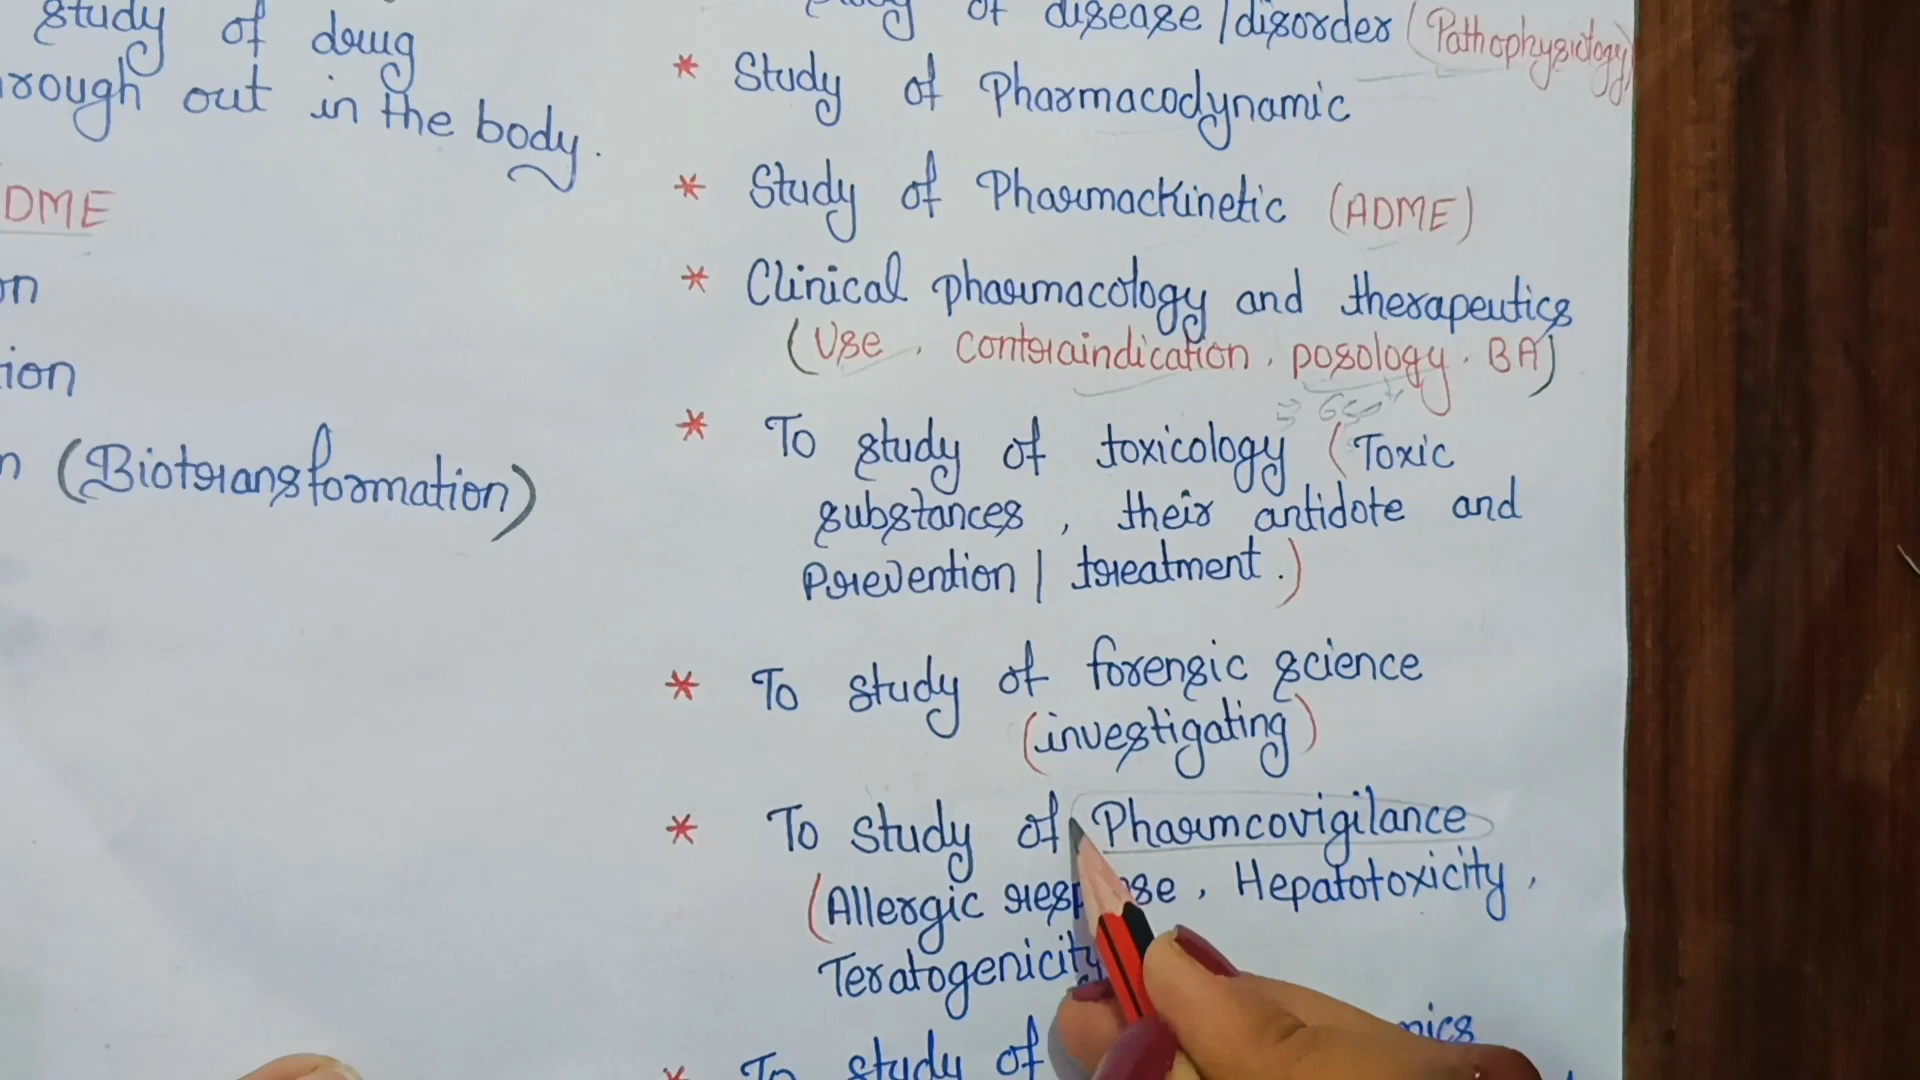 study of drug
rough out in the body.
DME
on
ion
n (Biotransformation)
of disease/disorder (Pathophysiology)
* Study of Pharmacodynamic
* Study of Pharmackinetic (ADME)
* Clinical pharmacology and therapeutics
(Use, contraindication, posology, BA)
* To study of toxicology (Toxic
substances, their antidote and
Prevention/treatment.)
* To study of forensic science
(investigating)
* To study of Pharmcovigilance
(Allergic response, Hepatotoxicity,
Teratogenicity
* To study of